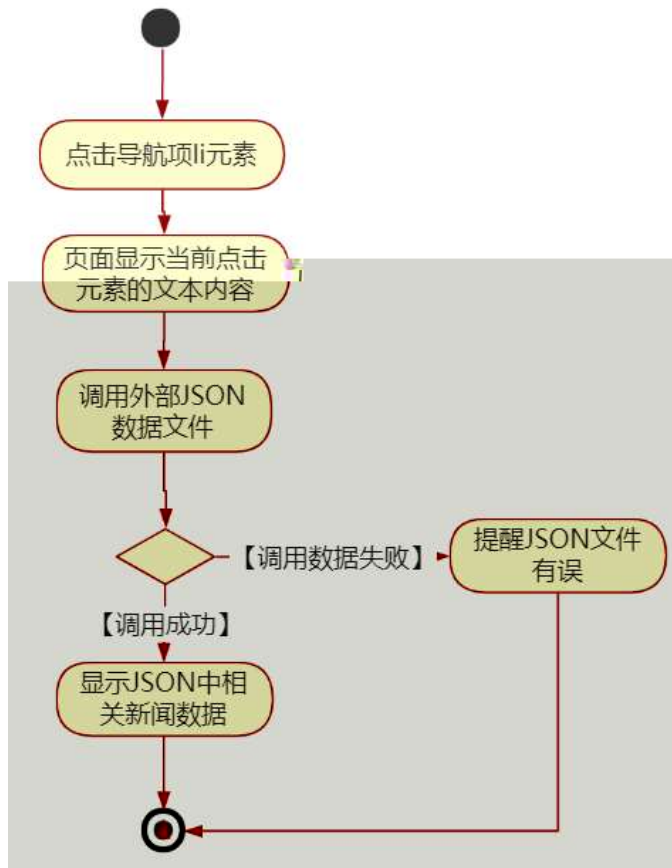 点击导航项li元素
页面显示当前点击
元素的文本内容
调用外部JSON
数据文件
【调用数据失败】
提醒JSON文件
有误
【调用成功】
显示JSON中相
关新闻数据